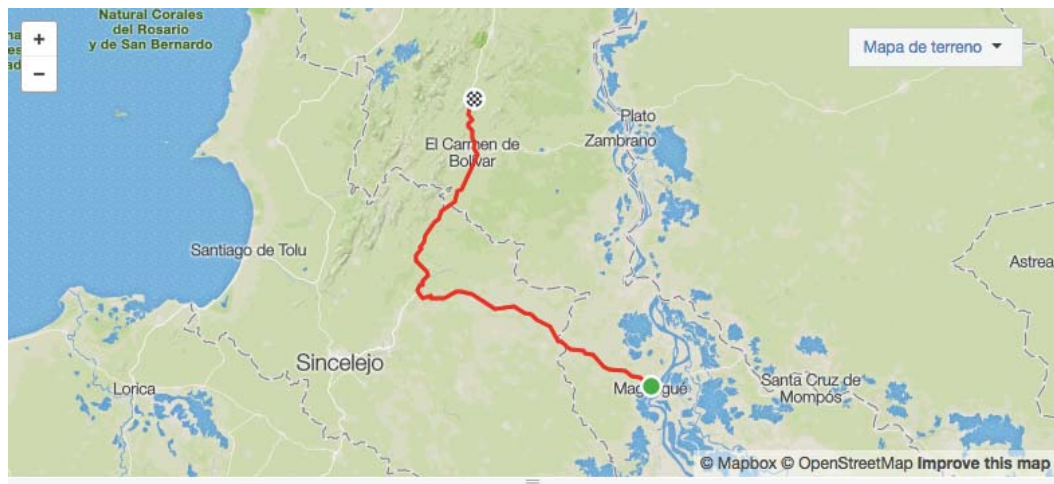 Natural Corales
del Rosario
y de San Bernardo
+
−
Mapa de terreno
Plato
Zambrano
El Carmen de
Bolívar
Santiago de Tolu
Astrea
Sincelejo
Lorica
Santa Cruz de
Mompós
© Mapbox © OpenStreetMap Improve this map